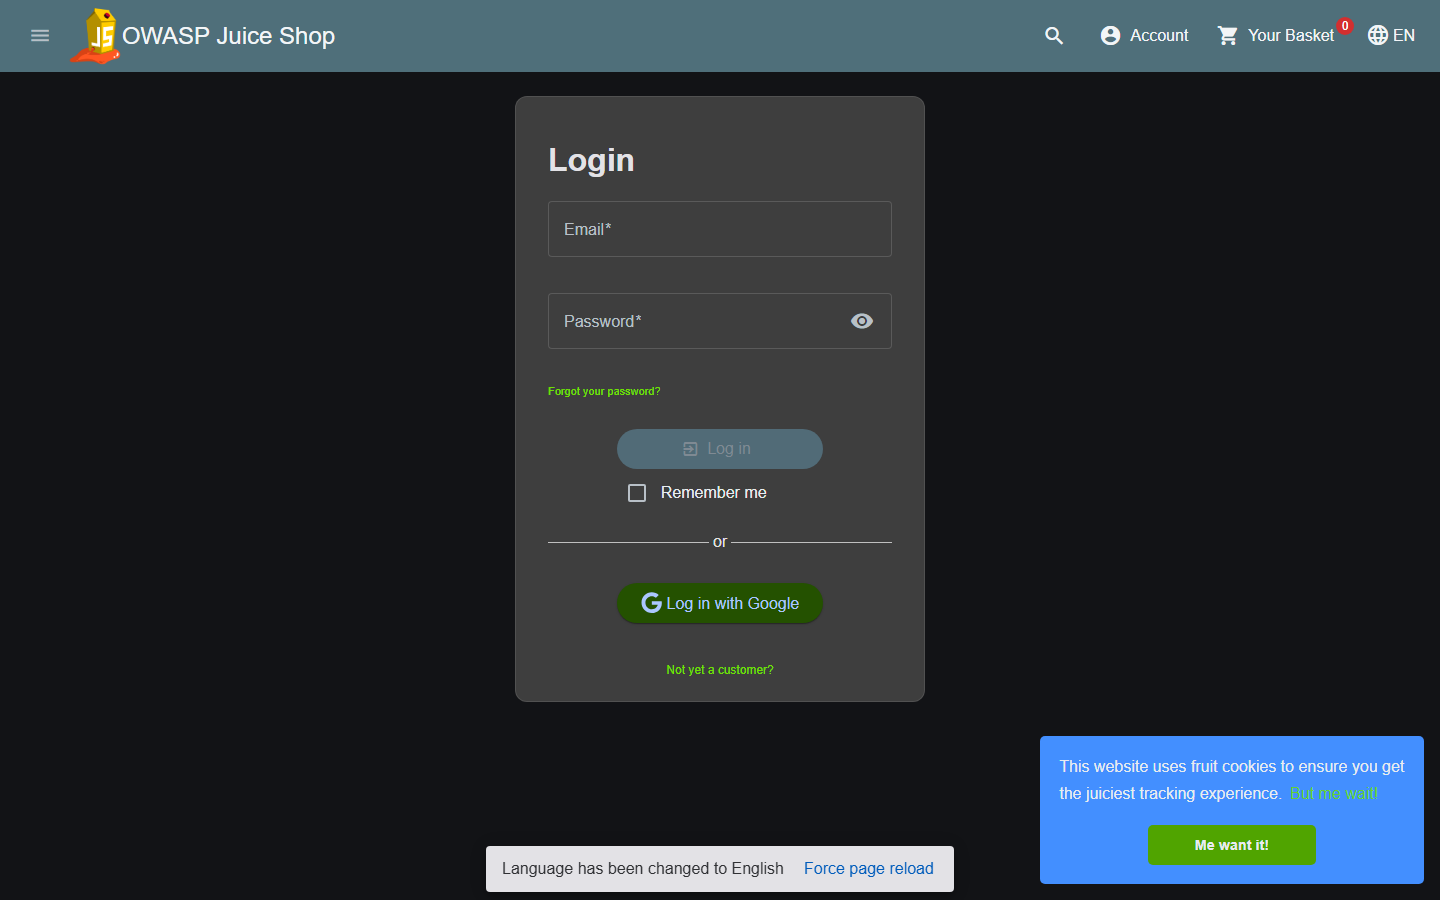 OWASP Juice Shop
Account
Your Basket
0
EN
Login
Email*
Password*
Forgot your password?
Log in
Remember me
or
Log in with Google
Not yet a customer?
This website uses fruit cookies to ensure you get
the juiciest tracking experience. But me wait!
Me want it!
Language has been changed to English
Force page reload